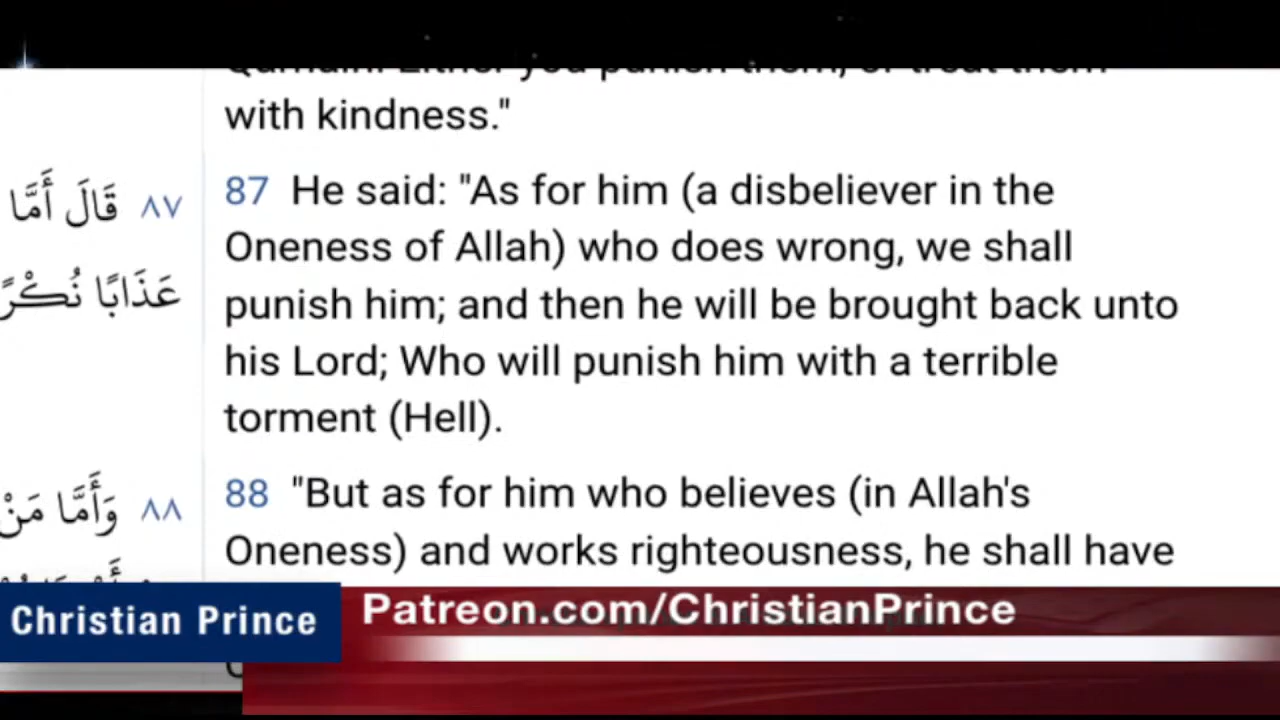 with kindness."
87 He said: "As for him (a disbeliever in the
Oneness of Allah) who does wrong, we shall
punish him; and then he will be brought back unto
his Lord; Who will punish him with a terrible
torment (Hell).
88 "But as for him who believes (in Allah's
Oneness) and works righteousness, he shall have
٨٧ قَالَ أَمَّا
عَذَابًا نُكْرًا
٨٨ وَأَمَّا مَنْ
Christian Prince
Patreon.com/ChristianPrince